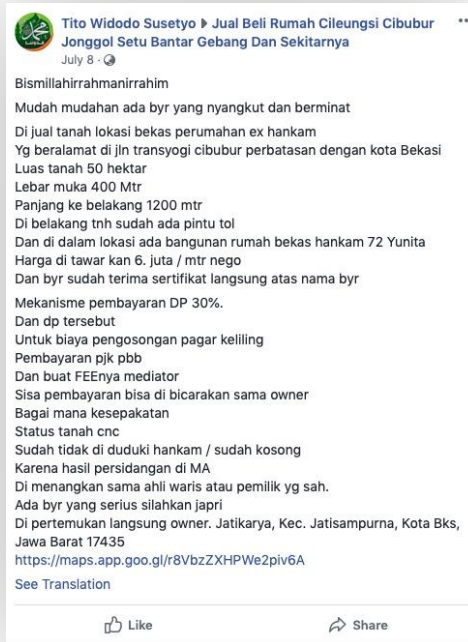 Tito Widodo Susetyo ▸ Jual Beli Rumah Cileungsi Cibubur
Jonggol Setu Bantar Gebang Dan Sekitarnya
July 8 ·
Bismillahirrahmanirrahim
Mudah mudahan ada byr yang nyangkut dan berminat
Di jual tanah lokasi bekas perumahan ex hankam
Yg beralamat di jln transyogi cibubur perbatasan dengan kota Bekasi
Luas tanah 50 hektar
Lebar muka 400 Mtr
Panjang ke belakang 1200 mtr
Di belakang tnh sudah ada pintu tol
Dan di dalam lokasi ada bangunan rumah bekas hankam 72 Yunita
Harga di tawar kan 6. juta / mtr nego
Dan byr sudah terima sertifikat langsung atas nama byr
Mekanisme pembayaran DP 30%.
Dan dp tersebut
Untuk biaya pengosongan pagar keliling
Pembayaran pjk pbb
Dan buat FEEnya mediator
Sisa pembayaran bisa di bicarakan sama owner
Bagai mana kesepakatan
Status tanah cnc
Sudah tidak di duduki hankam / sudah kosong
Karena hasil persidangan di MA
Di menangkan sama ahli waris atau pemilik yg sah.
Ada byr yang serius silahkan japri
Di pertemukan langsung owner. Jatikarya, Kec. Jatisampurna, Kota Bks,
Jawa Barat 17435
https://maps.app.goo.gl/r8VbzZXHPWe2piv6A
See Translation
Like
Share